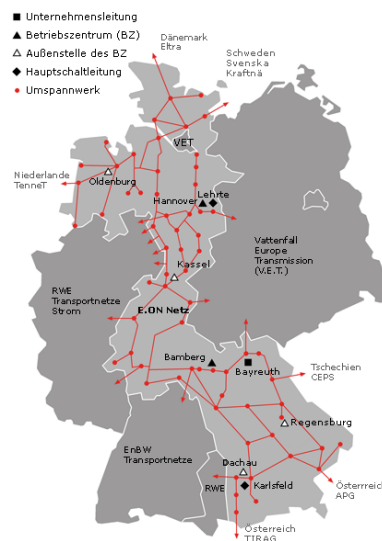 Unternehmensleitung
Betriebszentrum (BZ)
Außenstelle des BZ
Hauptschaltleitung
Umspannwerk
Dänemark
Eltra
Schweden
Svenska
Kraftnä
VET
Niederlande
TenneT
Oldenburg
Hannover
Lehrte
Vattenfall
Europe
Transmission
(V.E.T.)
Kassel
RWE
Transportnetze
Strom
E.ON Netz
Bamberg
Bayreuth
Tschechien
CEPS
Regensburg
EnBW
Transportnetze
Dachau
RWE
Karlsfeld
Österreich
APG
Österreich
TIRAG